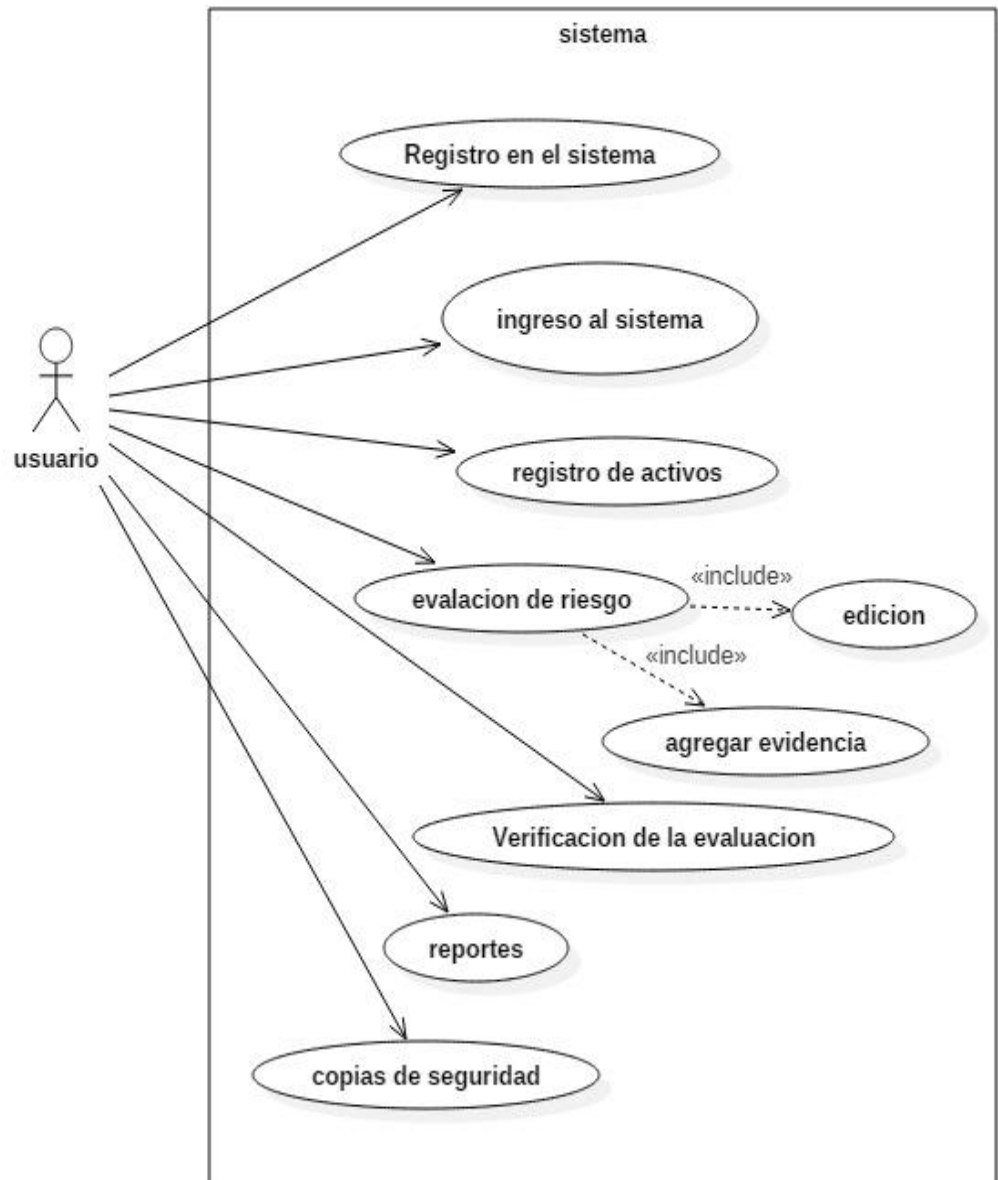 sistema
Registro en el sistema
ingreso al sistema
usuario
registro de activos
evalacion de riesgo
«include»
edicion
«include»
agregar evidencia
Verificacion de la evaluacion
reportes
copias de seguridad